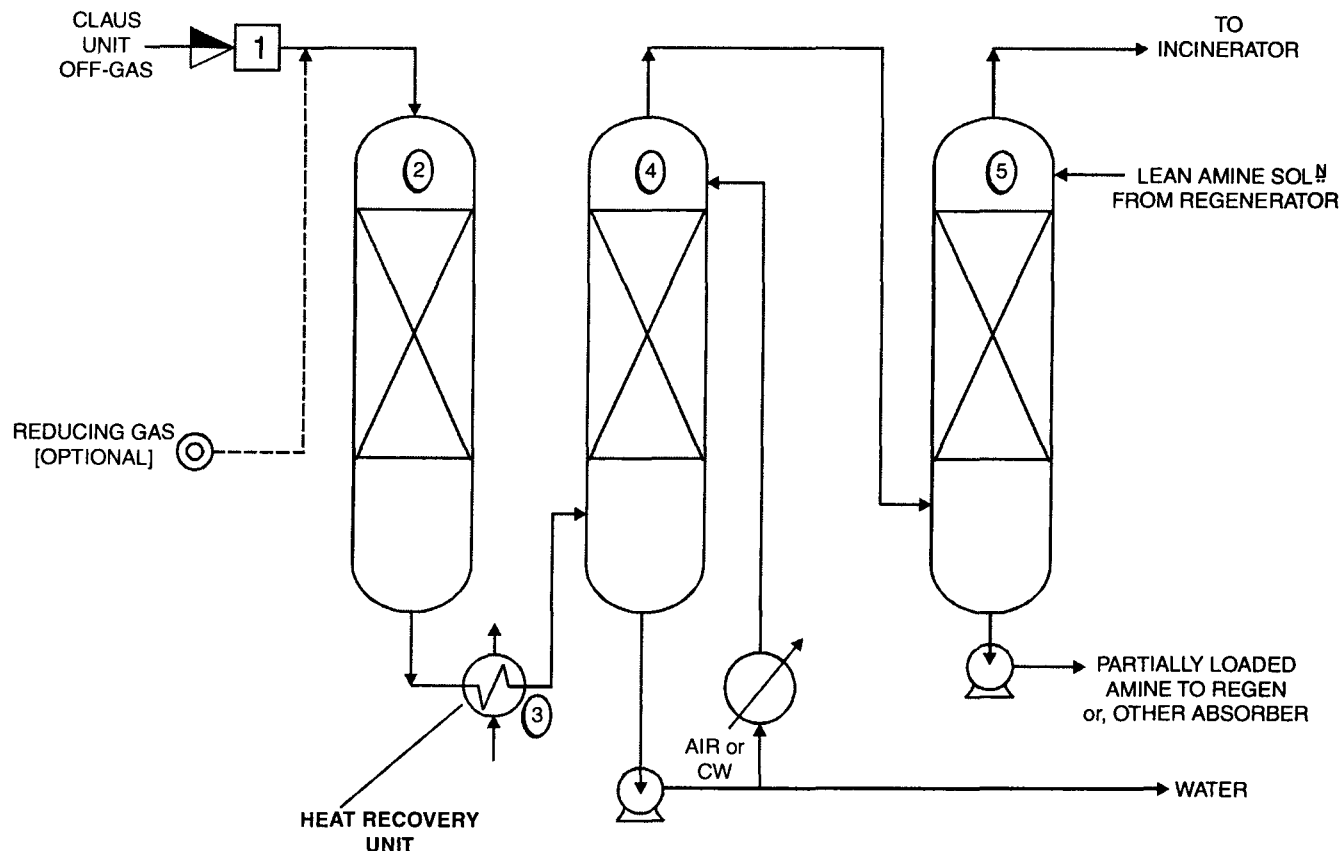 CLAUS
UNIT
OFF-GAS
1
TO
INCINERATOR
2
4
5
LEAN AMINE SOLN
FROM REGENERATOR
REDUCING GAS
[OPTIONAL]
3
AIR or
CW
PARTIALLY LOADED
AMINE TO REGEN
or, OTHER ABSORBER
WATER
HEAT RECOVERY
UNIT